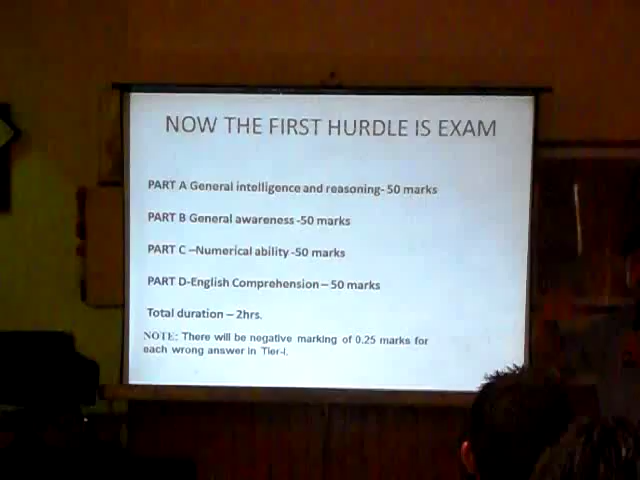 NOW THE FIRST HURDLE IS EXAM
PART A General intelligence and reasoning- 50 marks
PART B General awareness -50 marks
PART C –Numerical ability -50 marks
PART D-English Comprehension – 50 marks
Total duration – 2hrs.
NOTE: There will be negative marking of 0.25 marks for
each wrong answer in Tier-I.